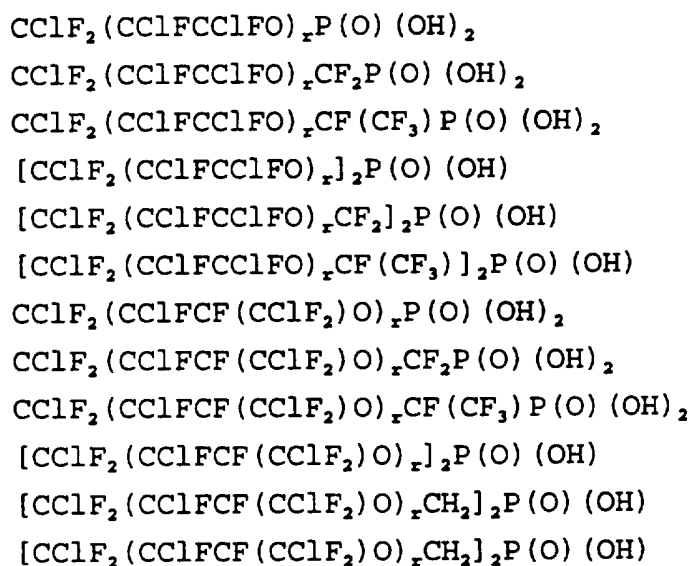 CClF₂(CClFCClFO)ᵣP(O)(OH)₂
CClF₂(CClFCClFO)ᵣCF₂P(O)(OH)₂
CClF₂(CClFCClFO)ᵣCF(CF₃)P(O)(OH)₂
[CClF₂(CClFCClFO)ᵣ]₂P(O)(OH)
[CClF₂(CClFCClFO)ᵣCF₂]₂P(O)(OH)
[CClF₂(CClFCClFO)ᵣCF(CF₃)]₂P(O)(OH)
CClF₂(CClFCF(CClF₂)O)ᵣP(O)(OH)₂
CClF₂(CClFCF(CClF₂)O)ᵣCF₂P(O)(OH)₂
CClF₂(CClFCF(CClF₂)O)ᵣCF(CF₃)P(O)(OH)₂
[CClF₂(CClFCF(CClF₂)O)ᵣ]₂P(O)(OH)
[CClF₂(CClFCF(CClF₂)O)ᵣCH₂]₂P(O)(OH)
[CClF₂(CClFCF(CClF₂)O)ᵣCH₂]₂P(O)(OH)